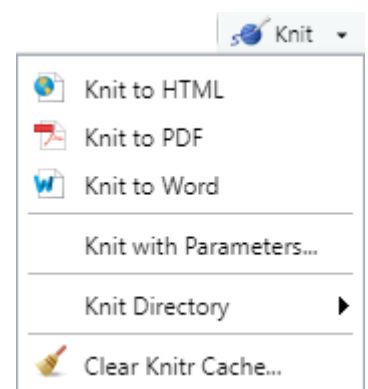 Knit
Knit to HTML
Knit to PDF
Knit to Word
Knit with Parameters...
Knit Directory
Clear Knitr Cache...